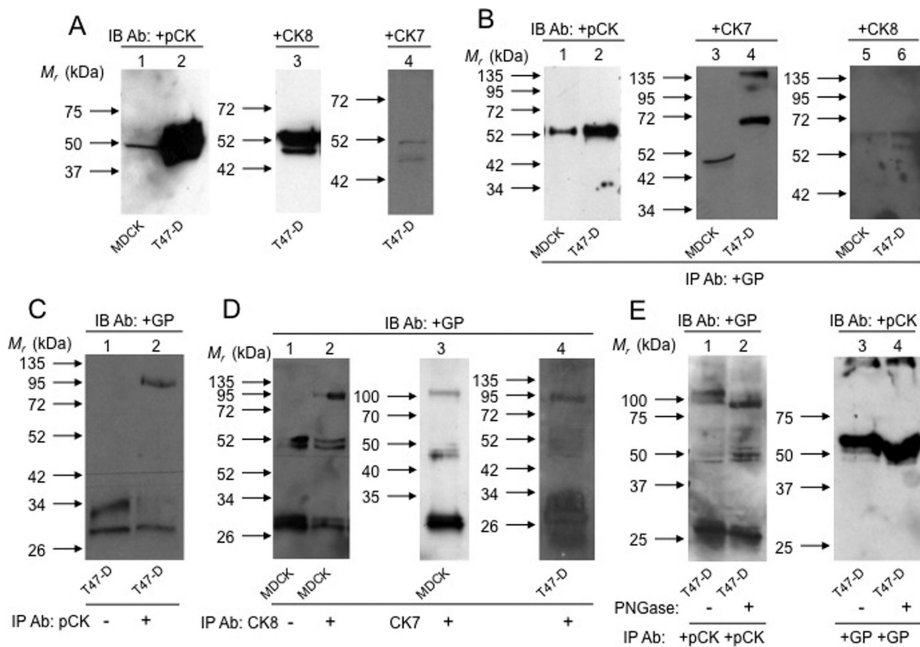 A
IB Ab: +pCK
+CK8
+CK7
1 2
3
4
Mr (kDa)
75
50
37
72
52
42
72
52
42
MDCK
T47-D
T47-D
T47-D
B
IB Ab: +pCK
+CK7
+CK8
1 2
3 4
5 6
Mr (kDa)
135
95
72
52
42
34
135
95
72
52
42
34
135
95
72
52
42
MDCK
T47-D
MDCK
T47-D
MDCK
T47-D
IP Ab: +GP
C
IB Ab: +GP
Mr (kDa)
1 2
135
95
72
52
42
34
26
T47-D
T47-D
IP Ab: pCK - +
D
IB Ab: +GP
Mr (kDa)
1 2
3
4
135
95
72
52
52
34
26
100
70
50
40
35
135
95
72
52
42
34
26
MDCK
MDCK
MDCK
T47-D
IP Ab: CK8 - + CK7 + +
E
IB Ab: +GP
IB Ab: +pCK
Mr (kDa)
1 2
3 4
100
75
50
37
25
75
50
37
25
T47-D
T47-D
T47-D
T47-D
PNGase: - + - +
IP Ab: +pCK +pCK +GP +GP